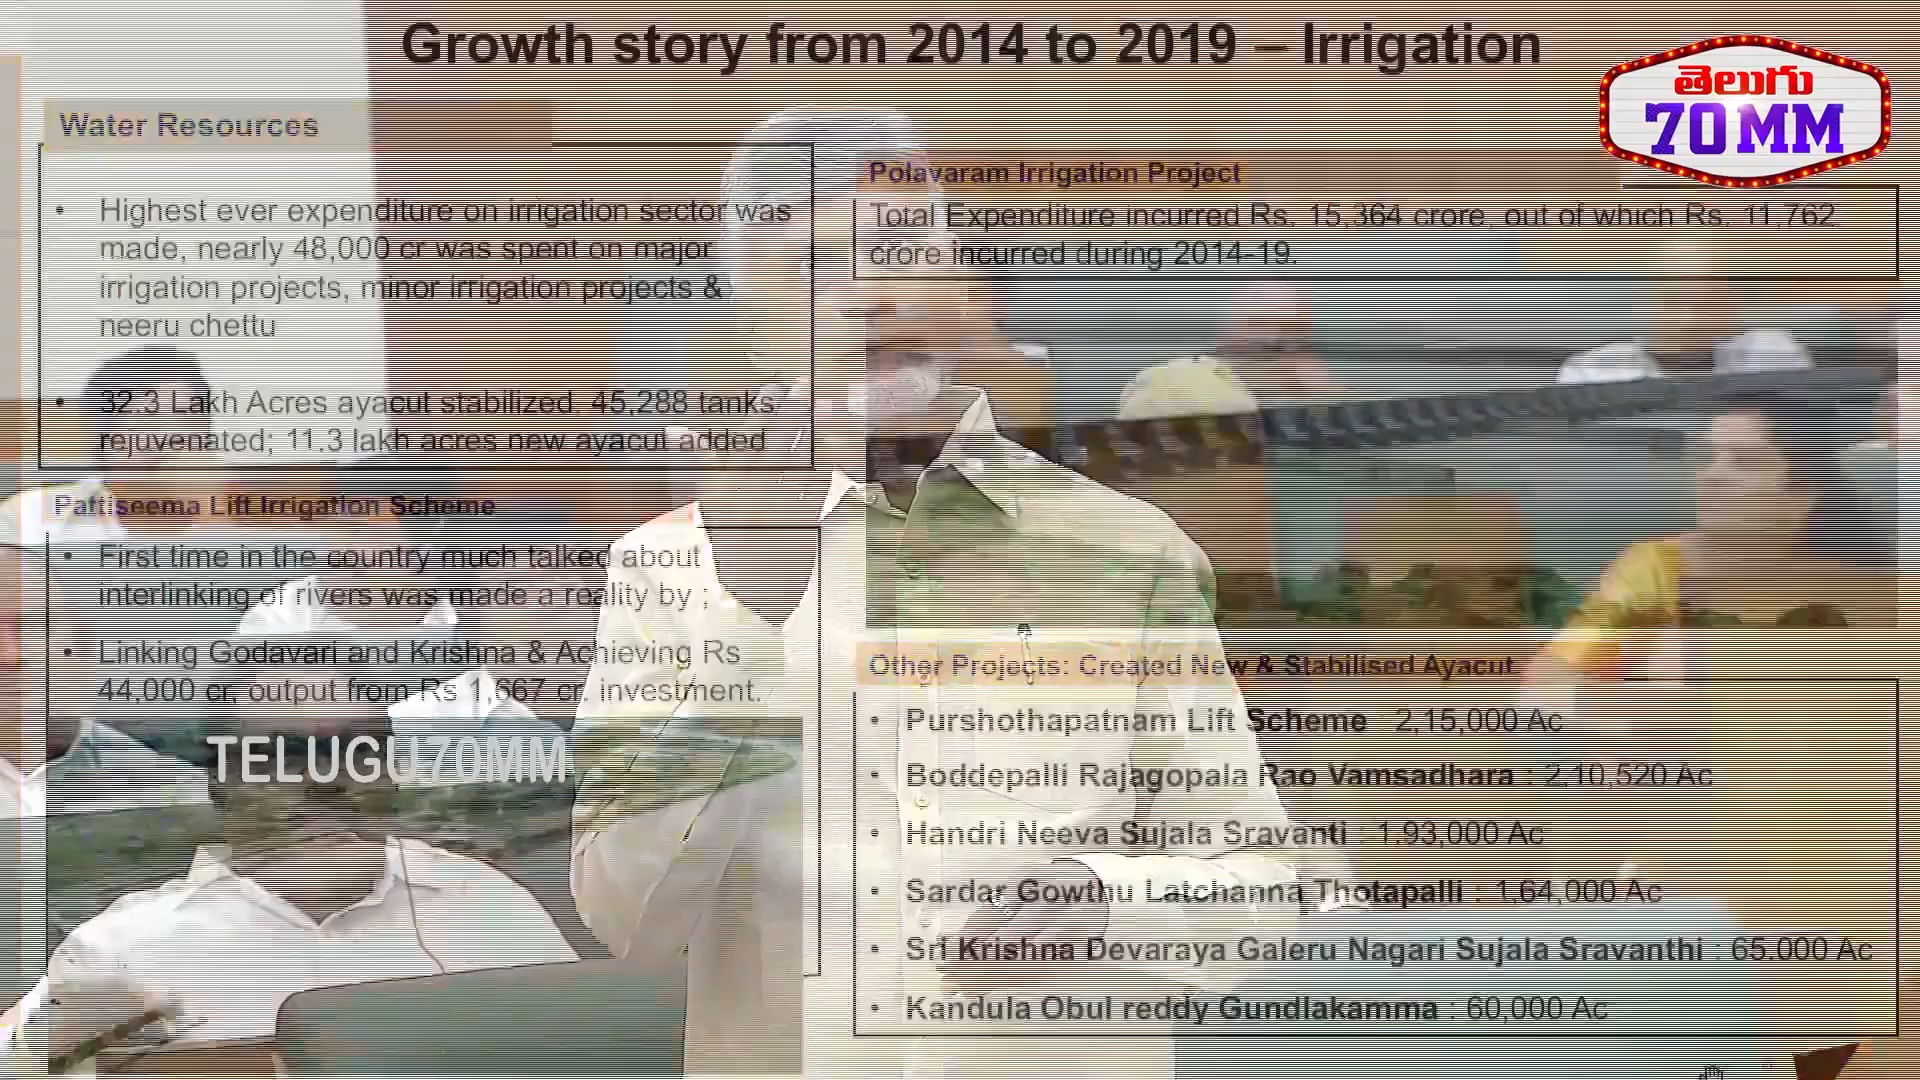 Growth story from 2014 to 2019 – Irrigation
తెలుగు
70MM
Water Resources
• Highest ever expenditure on irrigation sector was
made, nearly 48,000 cr was spent on major
irrigation projects, minor irrigation projects &
neeru chettu
• 32.3 Lakh Acres ayacut stabilized, 45,288 tanks
rejuvenated; 11.3 lakh acres new ayacut added
Pattiseema Lift Irrigation Scheme
• First time in the country much talked about
interlinking of rivers was made a reality by ;
• Linking Godavari and Krishna & Achieving Rs
44,000 cr, output from Rs 1,667 cr. investment.
TELUGU70MM
Polavaram Irrigation Project
Total Expenditure incurred Rs. 15,364 crore, out of which Rs. 11,762
crore incurred during 2014-19.
Other Projects: Created New & Stabilised Ayacut
• Purshothapatnam Lift Scheme : 2,15,000 Ac
• Boddepalli Rajagopala Rao Vamsadhara : 2,10,520 Ac
• Handri Neeva Sujala Sravanti : 1,93,000 Ac
• Sardar Gowthu Latchanna Thotapalli : 1,64,000 Ac
• Sri Krishna Devaraya Galeru Nagari Sujala Sravanthi : 65.000 Ac
• Kandula Obul reddy Gundlakamma : 60,000 Ac